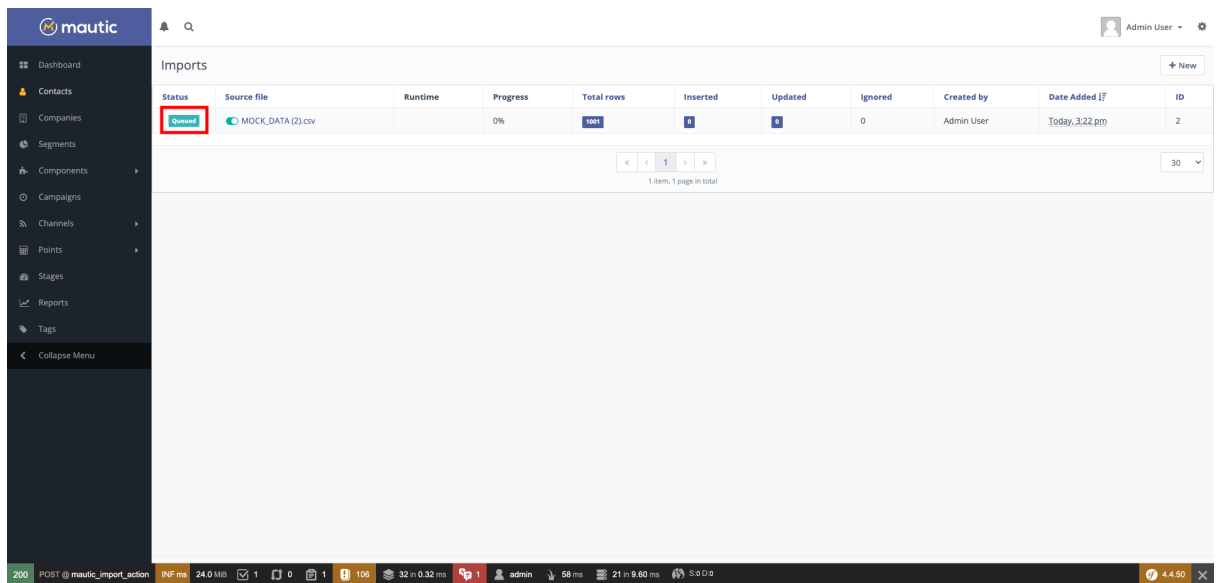 mautic
Admin User
Dashboard
Contacts
Companies
Segments
Components
Campaigns
Channels
Points
Stages
Reports
Tags
Collapse Menu
Imports
+ New
Status Source file Runtime Progress Total rows Inserted Updated Ignored Created by Date Added ID
Queued MOCK_DATA (2).csv 0% 1001 0 0 0 Admin User Today, 3:22 pm 2
« < 1 > » 30
1 item, 1 page in total
200 POST @ mautic_import_action INF ms 24.0 MiB 1 0 1 106 32 in 0.32 ms 1 admin 58 ms 21 in 9.60 ms S:0 D:0 4.4.50